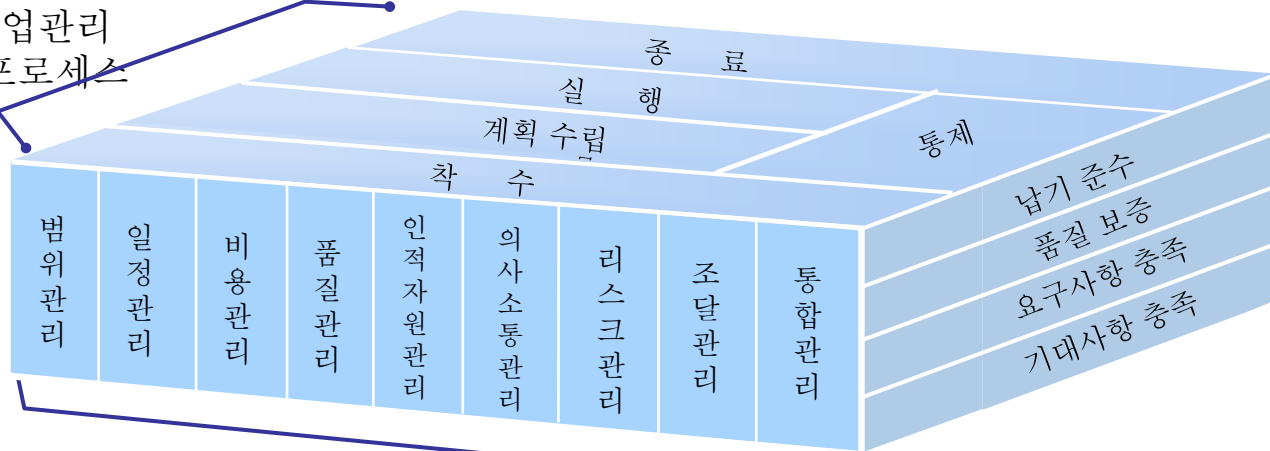 업관리
프로세스
종 료
실 행
계획 수립
착 수
통제
범위관리
일정관리
비용관리
품질관리
인적자원관리
의사소통관리
리스크관리
조달관리
통합관리
납기 준수
품질 보증
요구사항 충족
기대사항 충족